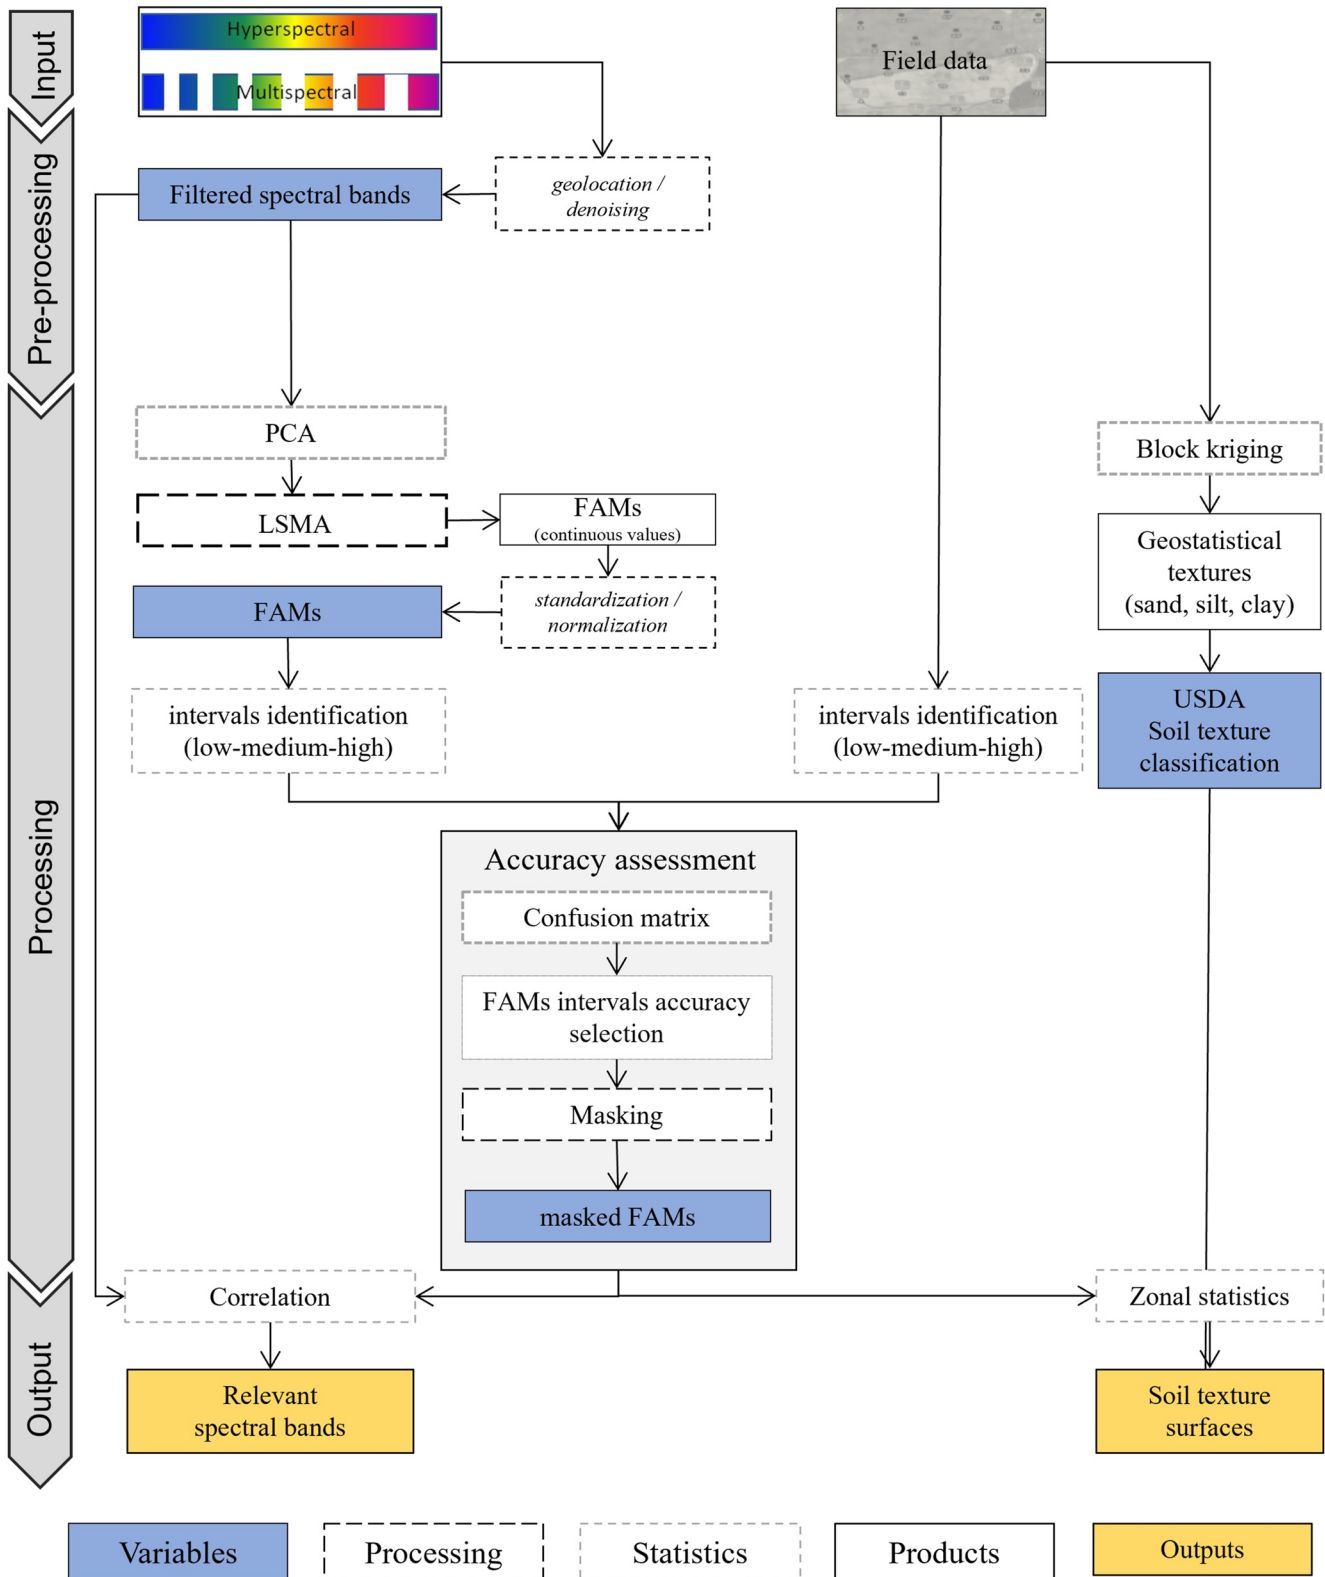 Input
Pre-processing
Processing
Output
Hyperspectral
Multispectral
Field data
geolocation /
denoising
Filtered spectral bands
PCA
LSMA
FAMs
(continuous values)
standardization /
normalization
FAMs
intervals identification
(low-medium-high)
intervals identification
(low-medium-high)
Block kriging
Geostatistical
textures
(sand, silt, clay)
USDA
Soil texture
classification
Accuracy assessment
Confusion matrix
FAMs intervals accuracy
selection
Masking
masked FAMs
Correlation
Zonal statistics
Relevant
spectral bands
Soil texture
surfaces
Variables
Processing
Statistics
Products
Outputs